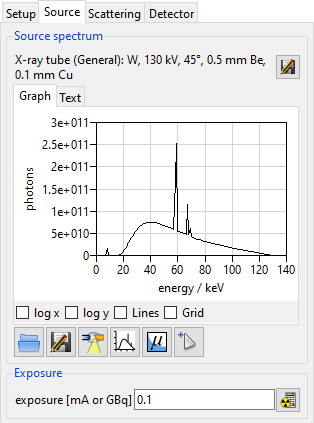 Setup Source Scattering Detector
Source spectrum
X-ray tube (General): W, 130 kV, 45°, 0.5 mm Be,
0.1 mm Cu
Graph Text
3e+011
2.5e+011
2e+011
1.5e+011
1e+011
5e+010
0
photons
0 20 40 60 80 100 120 140
energy / keV
log x log y Lines Grid
μ
Exposure
exposure [mA or GBq] 0.1